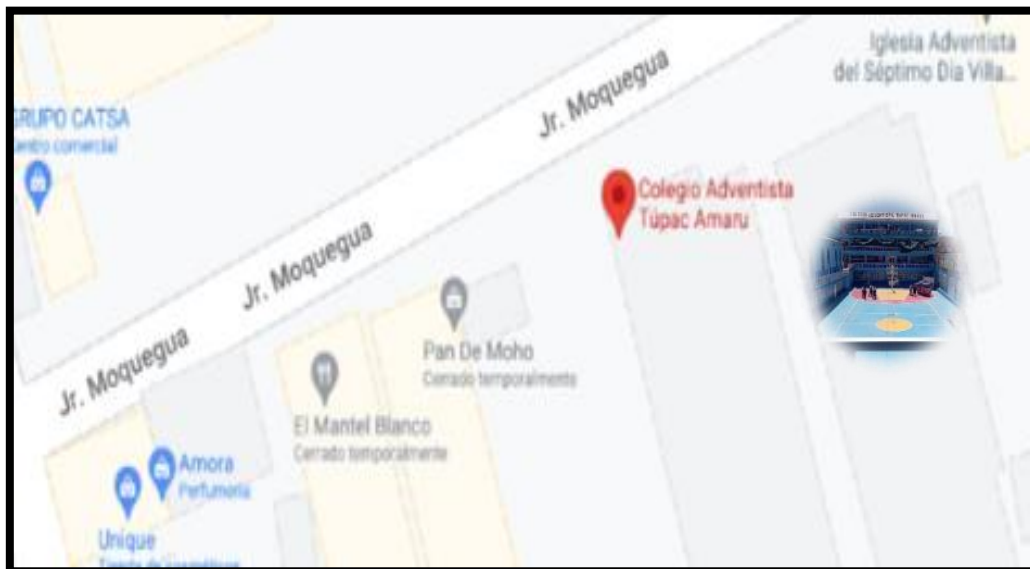 Iglesia Adventista
del Séptimo Día Villa...
Jr. Moquegua
GRUPO CATSA
Centro comercial
Colegio Adventista
Túpac Amaru
Jr. Moquegua
Pan De Moho
Cerrado temporalmente
Jr. Moquegua
El Mantel Blanco
Cerrado temporalmente
Amora
Perfumería
Unique